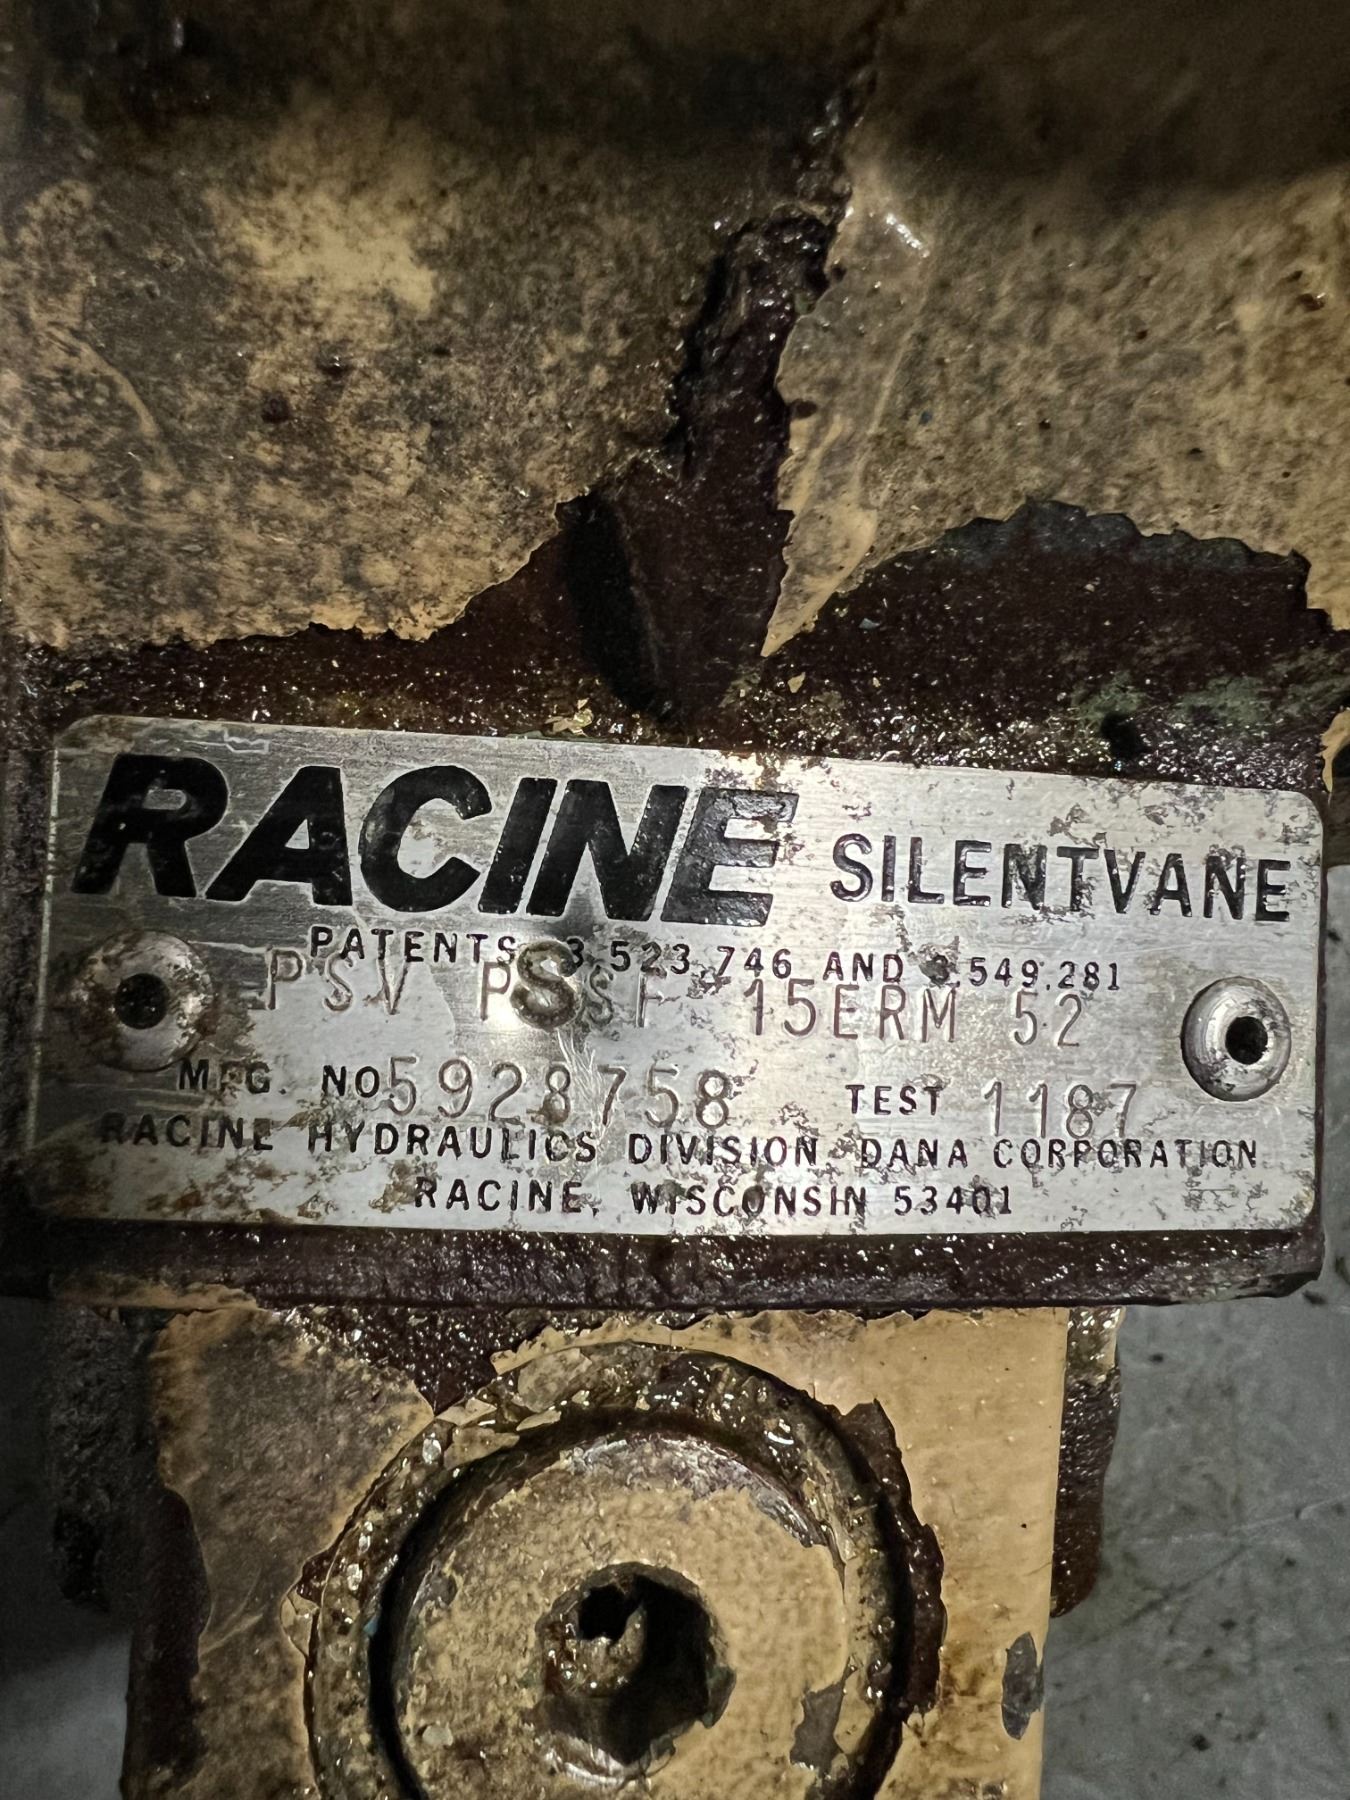 RACINE SILENTVANE
PATENTS 3,523,746 AND 3,549,281
PSV PSSF 15ERM 52
MFG. NO 5928758 TEST 1187
RACINE HYDRAULICS DIVISION DANA CORPORATION
RACINE, WISCONSIN 53401